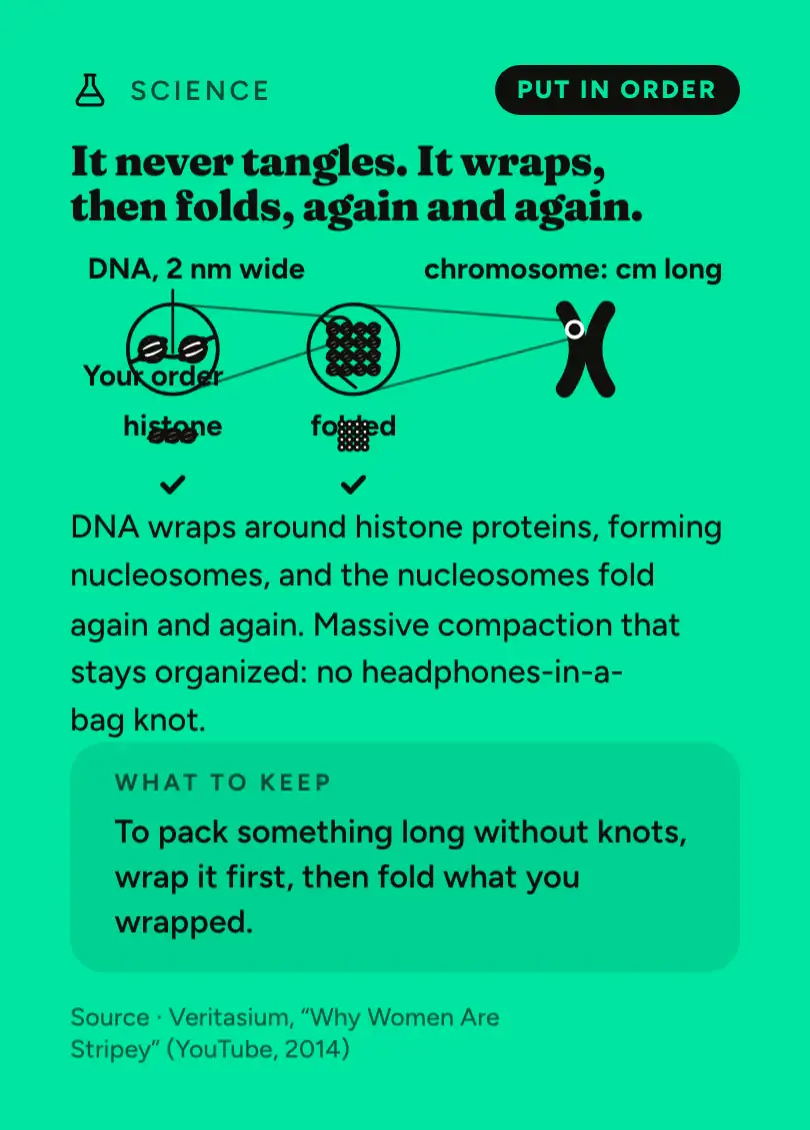 SCIENCE
PUT IN ORDER
It never tangles. It wraps,
then folds, again and again.
DNA, 2 nm wide
chromosome: cm long
Your order
histone
folded
DNA wraps around histone proteins, forming
nucleosomes, and the nucleosomes fold
again and again. Massive compaction that
stays organized: no headphones-in-a-
bag knot.
WHAT TO KEEP
To pack something long without knots,
wrap it first, then fold what you
wrapped.
Source · Veritasium, “Why Women Are
Stripey” (YouTube, 2014)